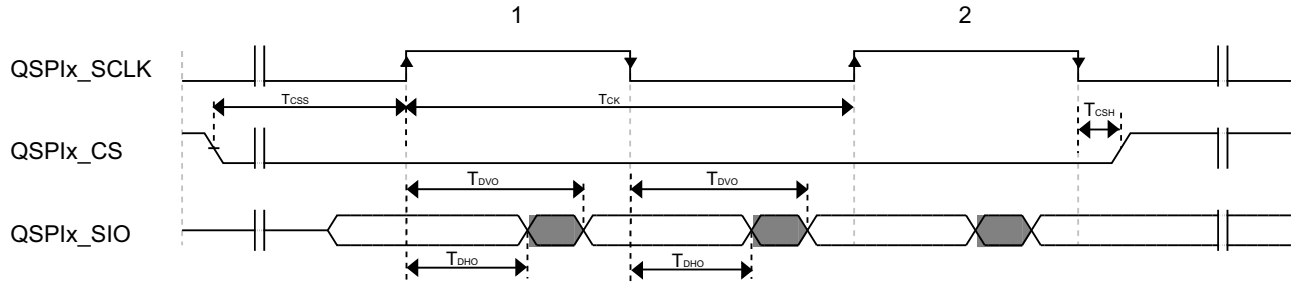 1 2
QSPIx_SCLK
TCSS TCK TCSH
QSPIx_CS
TDVO TDVO
QSPIx_SIO
TDHO TDHO